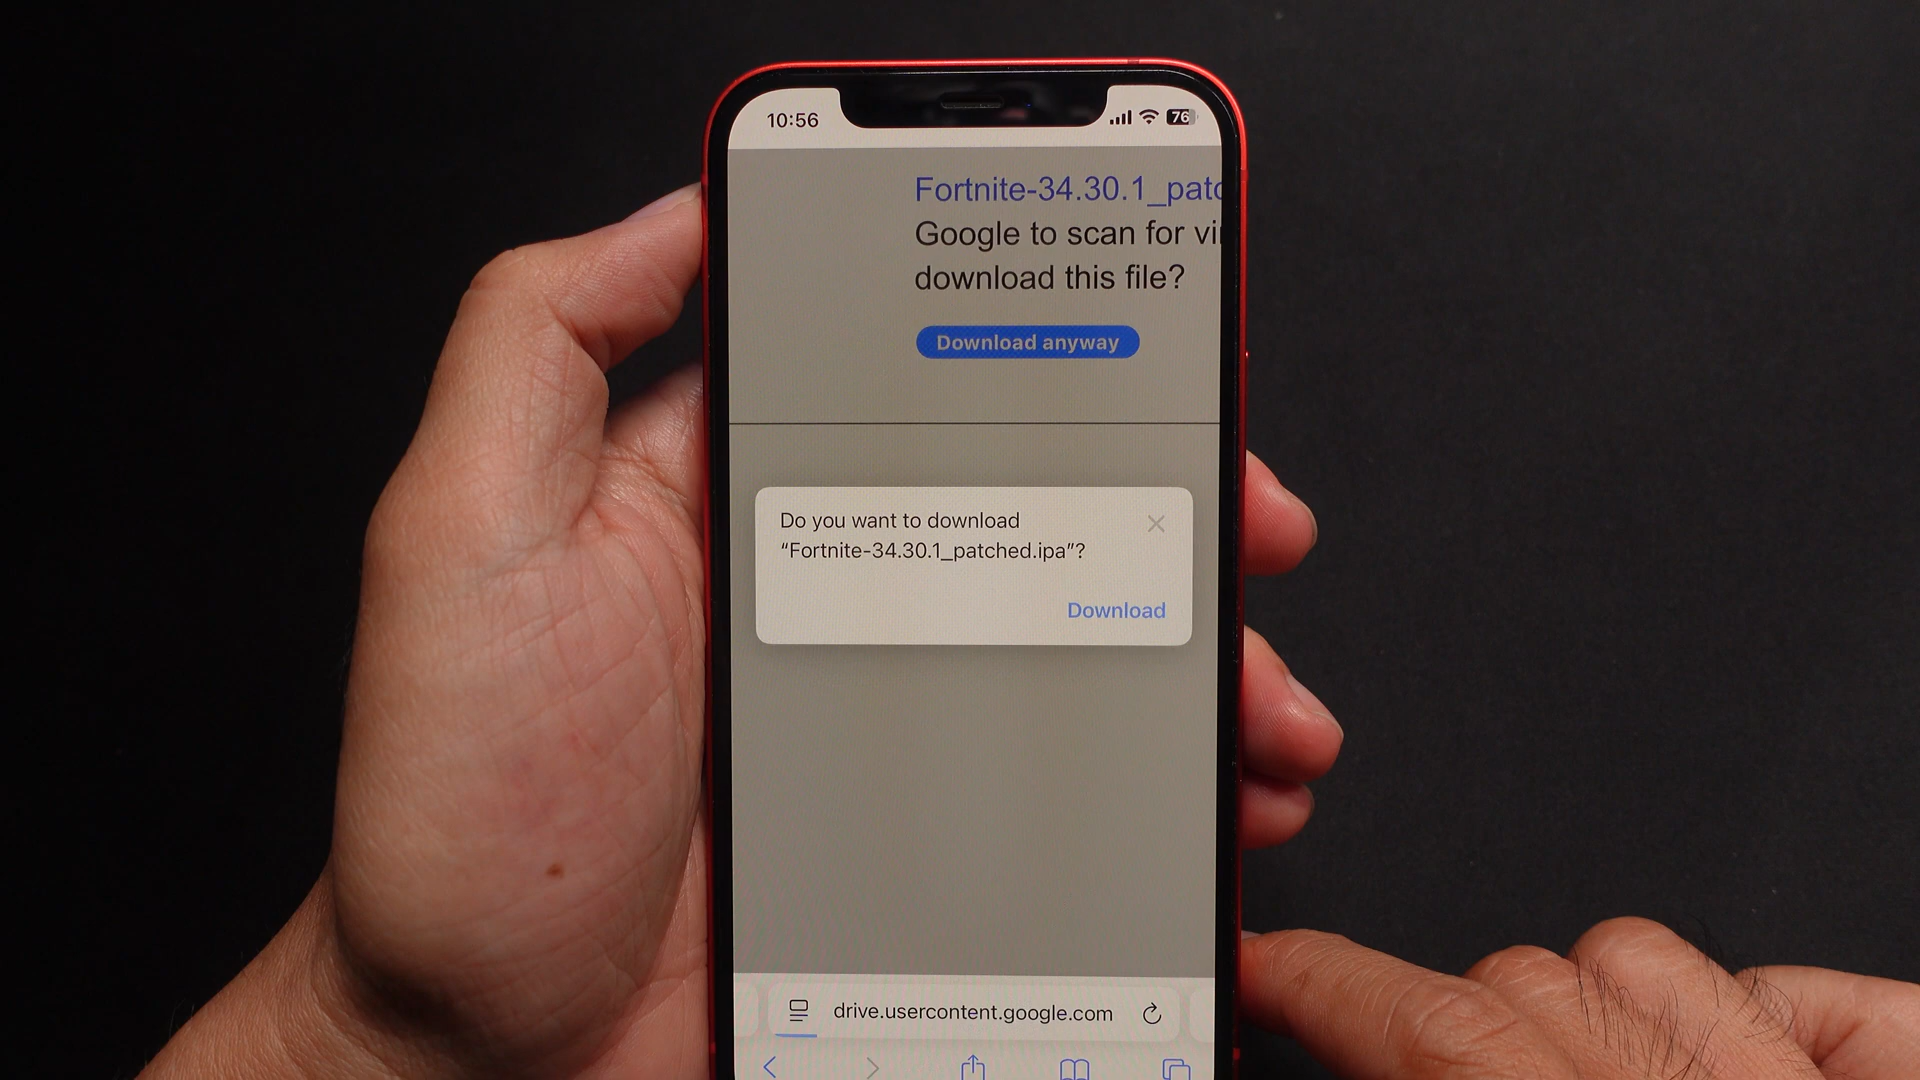 10:56
76
Fortnite-34.30.1_patc
Google to scan for vi
download this file?
Download anyway
Do you want to download
“Fortnite-34.30.1_patched.ipa”?
Download
drive.usercontent.google.com